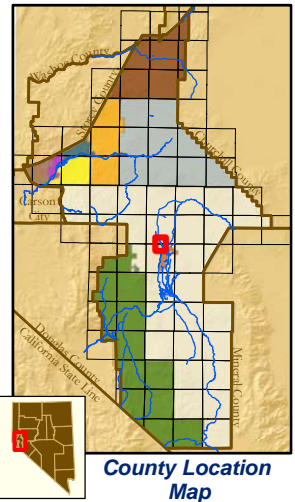 Washoe County
Storey County
Churchill County
Carson
City
Douglas County
California State Line
Mineral County
County Location
Map